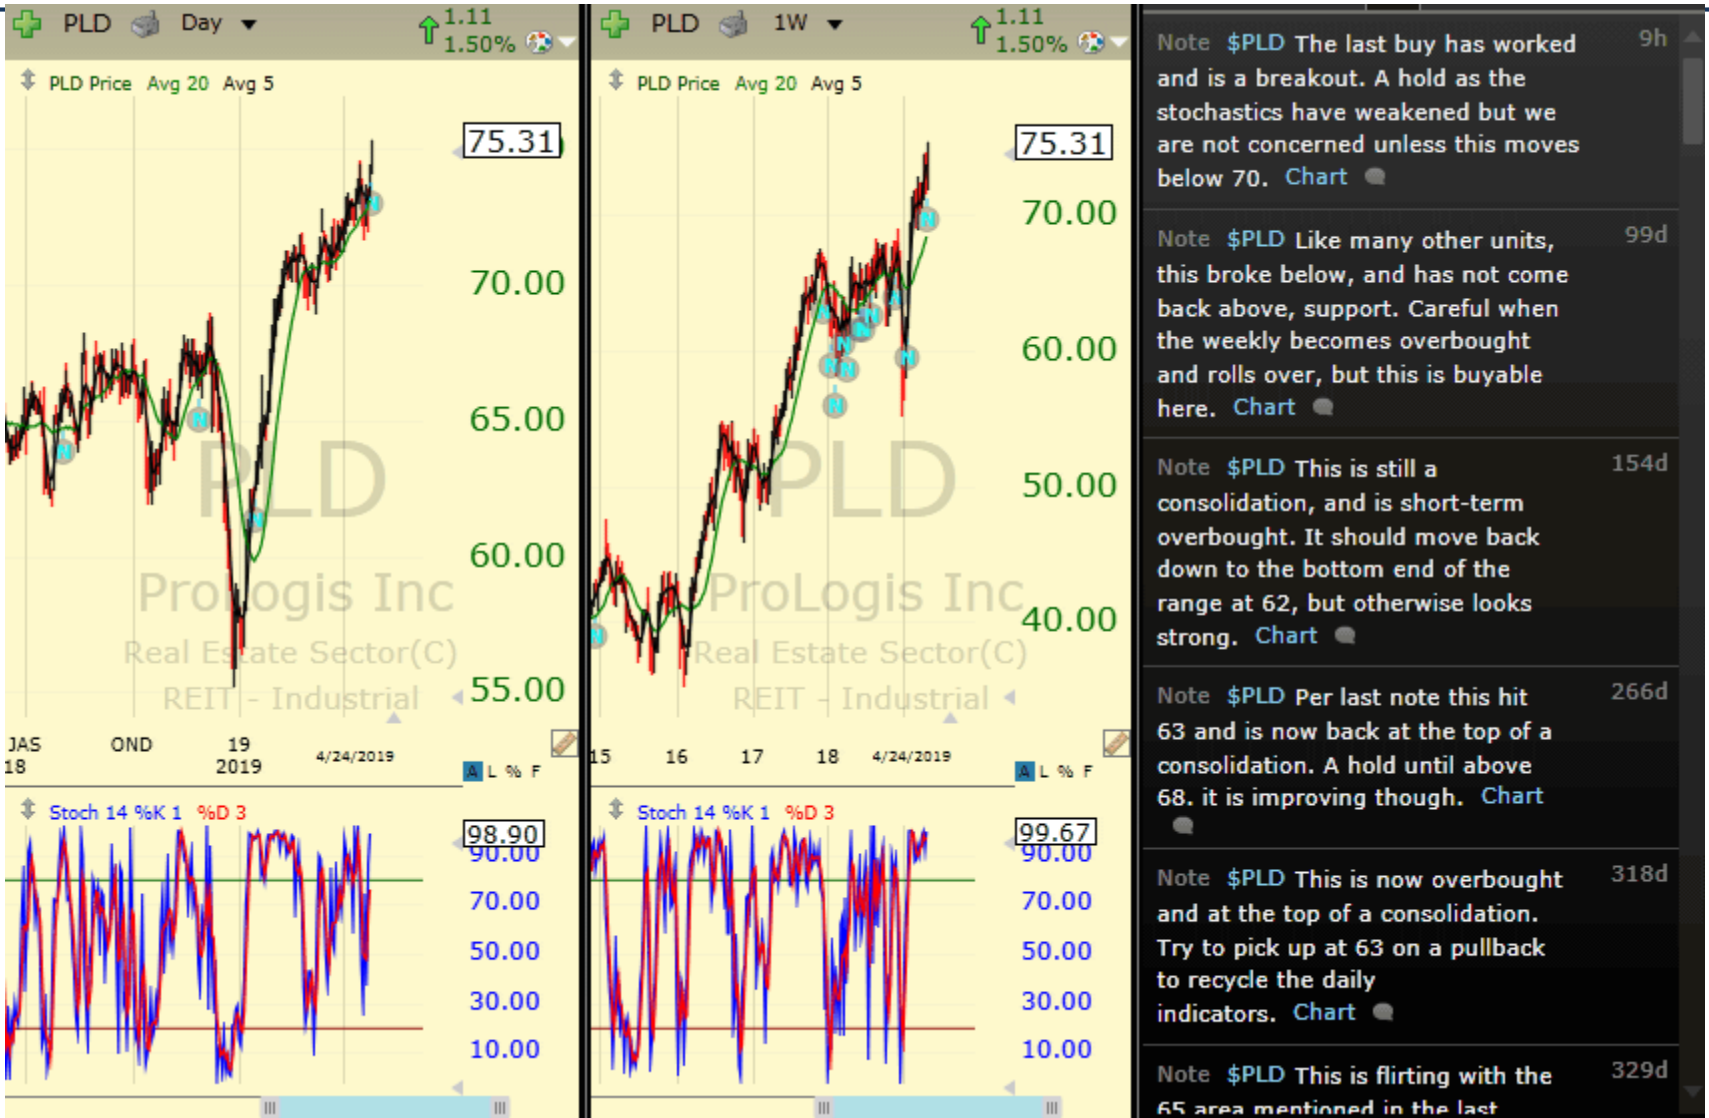 PLD Day 1.11
1.50%
PLD Price Avg 20 Avg 5
75.31
70.00
65.00
60.00
55.00
PLD
ProLogis Inc
Real Estate Sector(C)
REIT - Industrial
N
N
N
N
JAS OND 19
18 2019 4/24/2019
A L % F
Stoch 14 %K 1 %D 3
98.90
90.00
70.00
50.00
30.00
10.00
PLD 1W 1.11
1.50%
PLD Price Avg 20 Avg 5
75.31
70.00
60.00
50.00
40.00
PLD
ProLogis Inc
Real Estate Sector(C)
REIT - Industrial
N
N
N
N
N
N
N
N
15 16 17 18 4/24/2019
A L % F
Stoch 14 %K 1 %D 3
99.67
90.00
70.00
50.00
30.00
10.00
Note $PLD The last buy has worked 9h
and is a breakout. A hold as the
stochastics have weakened but we
are not concerned unless this moves
below 70. Chart
Note $PLD Like many other units, 99d
this broke below, and has not come
back above, support. Careful when
the weekly becomes overbought
and rolls over, but this is buyable
here. Chart
Note $PLD This is still a 154d
consolidation, and is short-term
overbought. It should move back
down to the bottom end of the
range at 62, but otherwise looks
strong. Chart
Note $PLD Per last note this hit 266d
63 and is now back at the top of a
consolidation. A hold until above
68. it is improving though. Chart
Note $PLD This is now overbought 318d
and at the top of a consolidation.
Try to pick up at 63 on a pullback
to recycle the daily
indicators. Chart
Note $PLD This is flirting with the 329d
65 area mentioned in the last